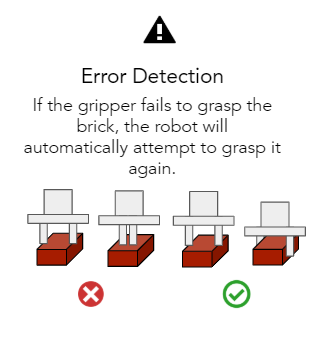 Error Detection
If the gripper fails to grasp the
brick, the robot will
automatically attempt to grasp it
again.